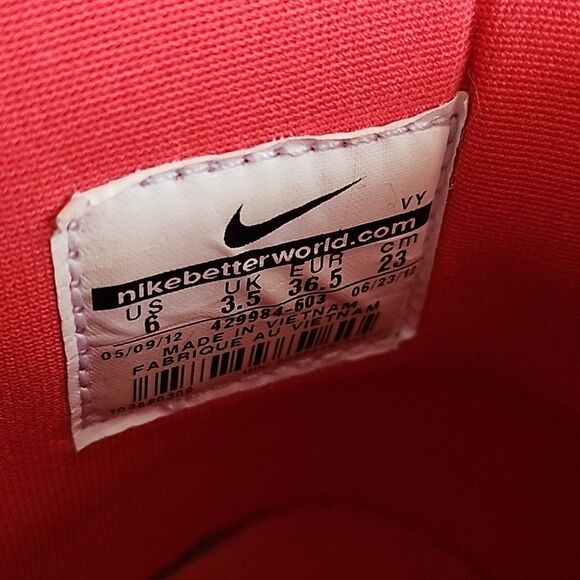 VY
nikebetterworld.com
US UK EUR cm
6 3.5 36.5 23
05/09/12 429984-603 06/23/12
MADE IN VIETNAM
FABRIQUE AU VIETNAM